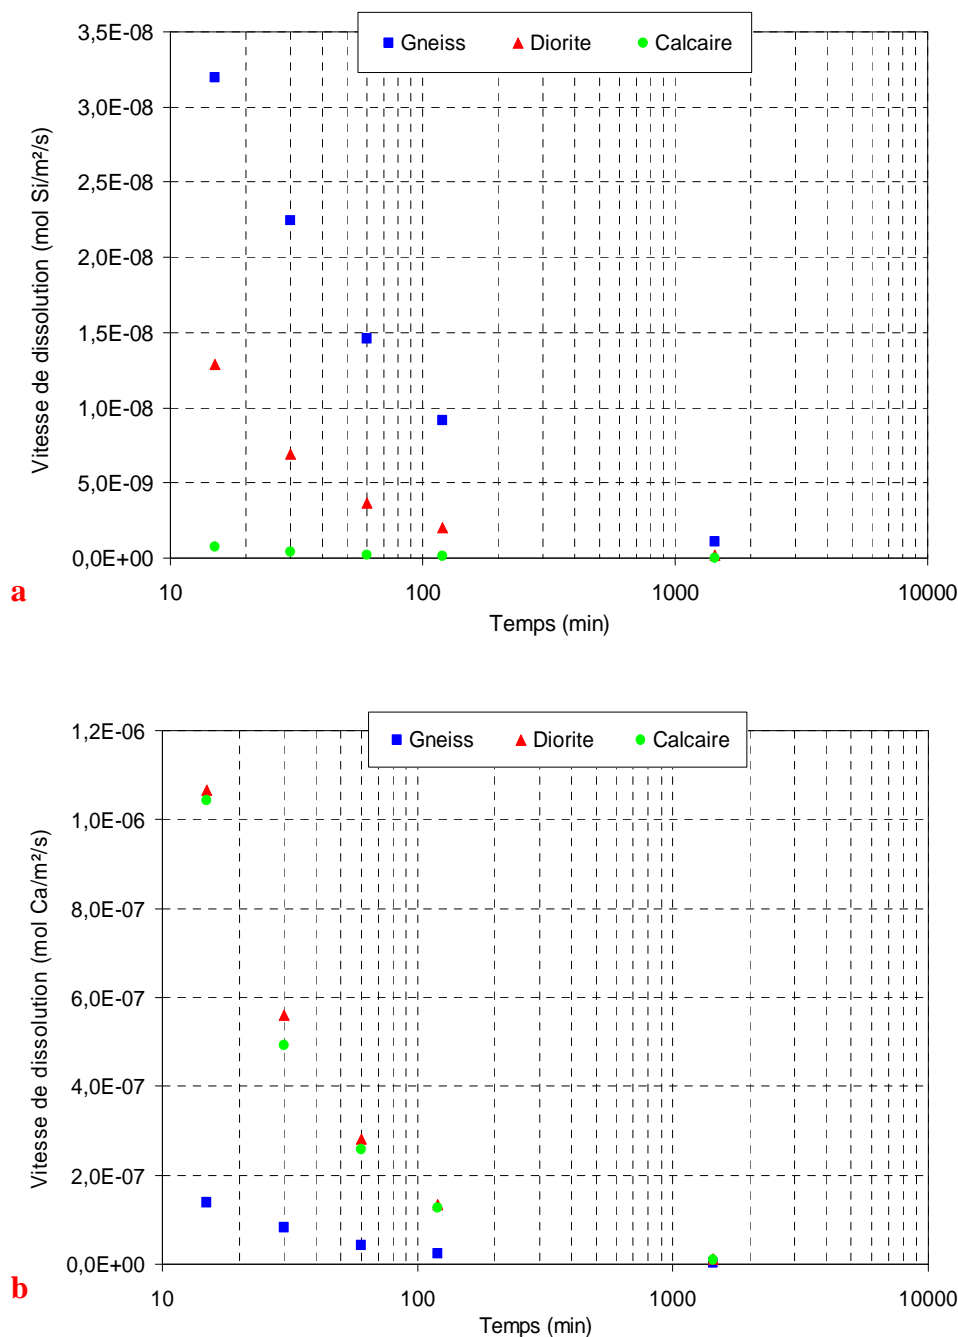 Gneiss Diorite Calcaire
3,5E-08
3,0E-08
2,5E-08
2,0E-08
1,5E-08
1,0E-08
5,0E-09
0,0E+00
Vitesse de dissolution (mol Si/m²/s)
10 100 1000 10000
Temps (min)
a
Gneiss Diorite Calcaire
1,2E-06
1,0E-06
8,0E-07
6,0E-07
4,0E-07
2,0E-07
0,0E+00
Vitesse de dissolution (mol Ca/m²/s)
10 100 1000 10000
Temps (min)
b